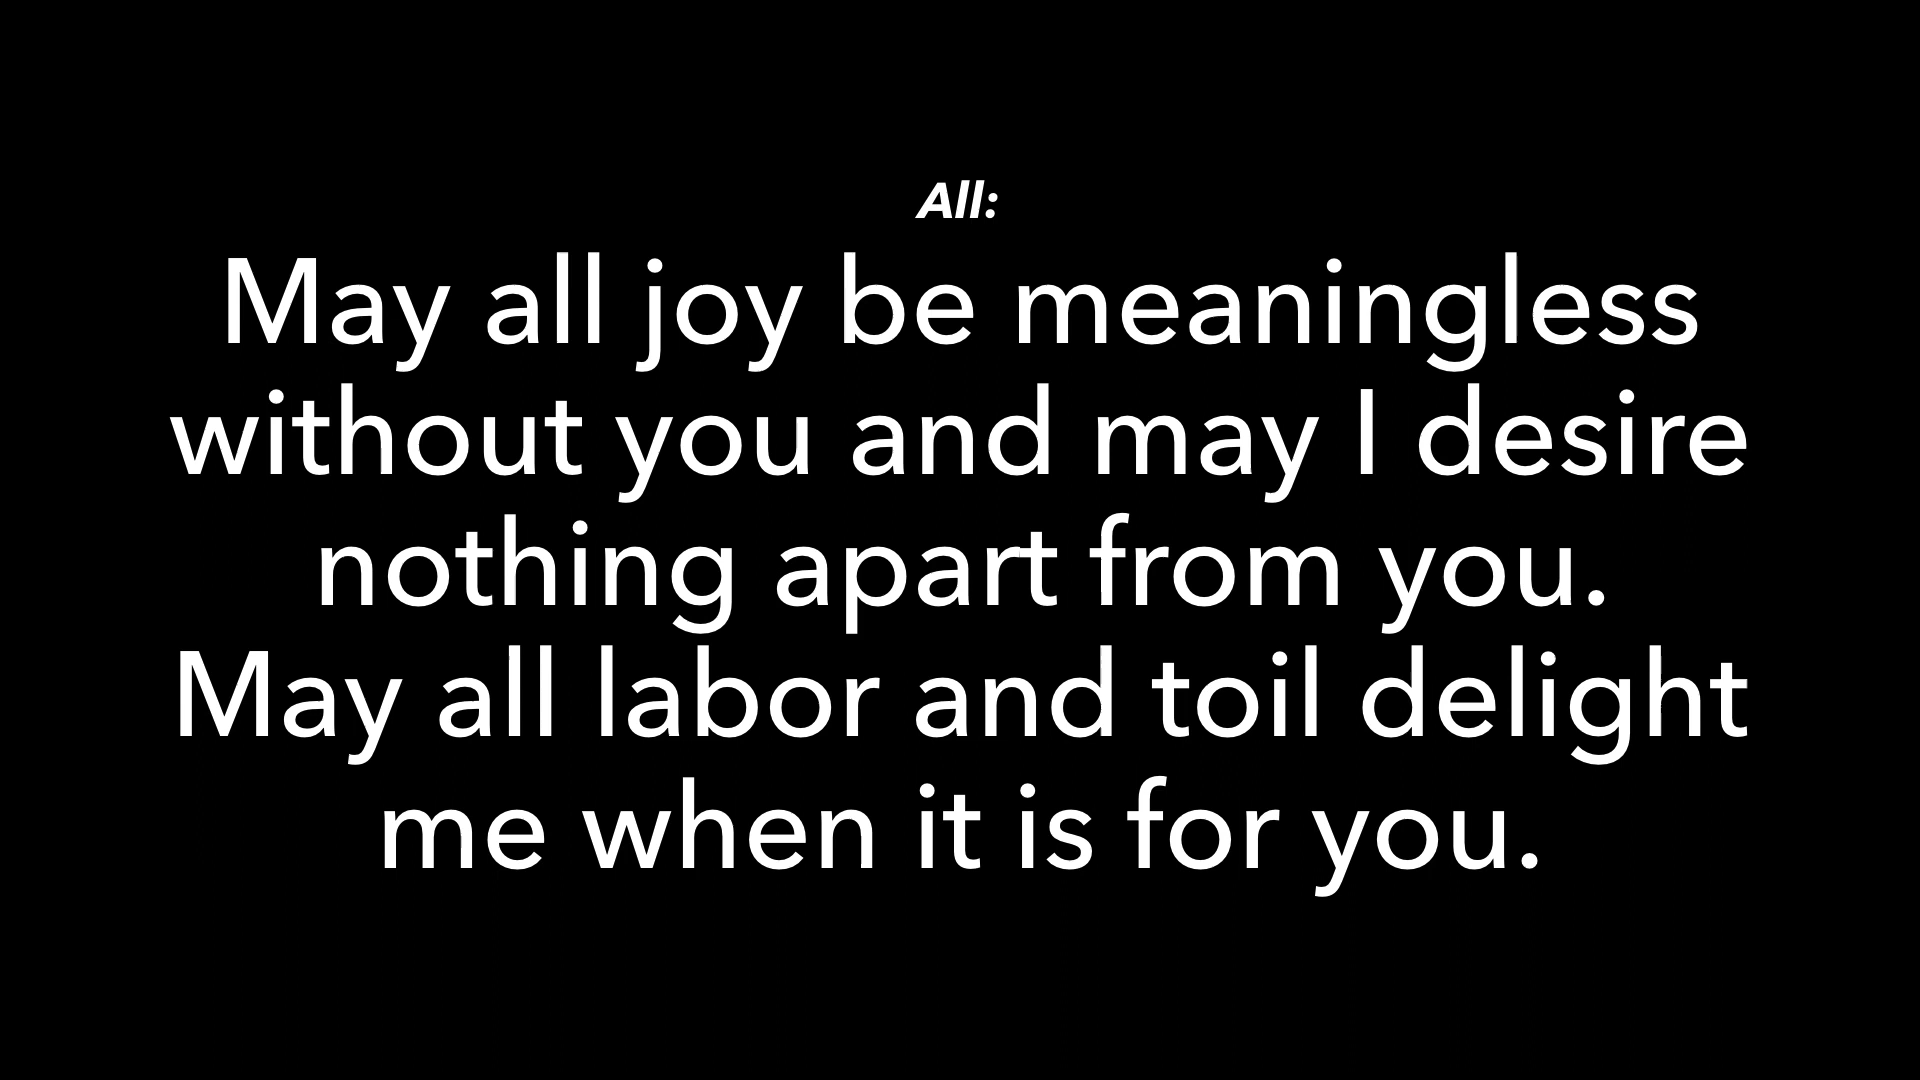 All:
May all joy be meaningless
without you and may I desire
nothing apart from you.
May all labor and toil delight
me when it is for you.